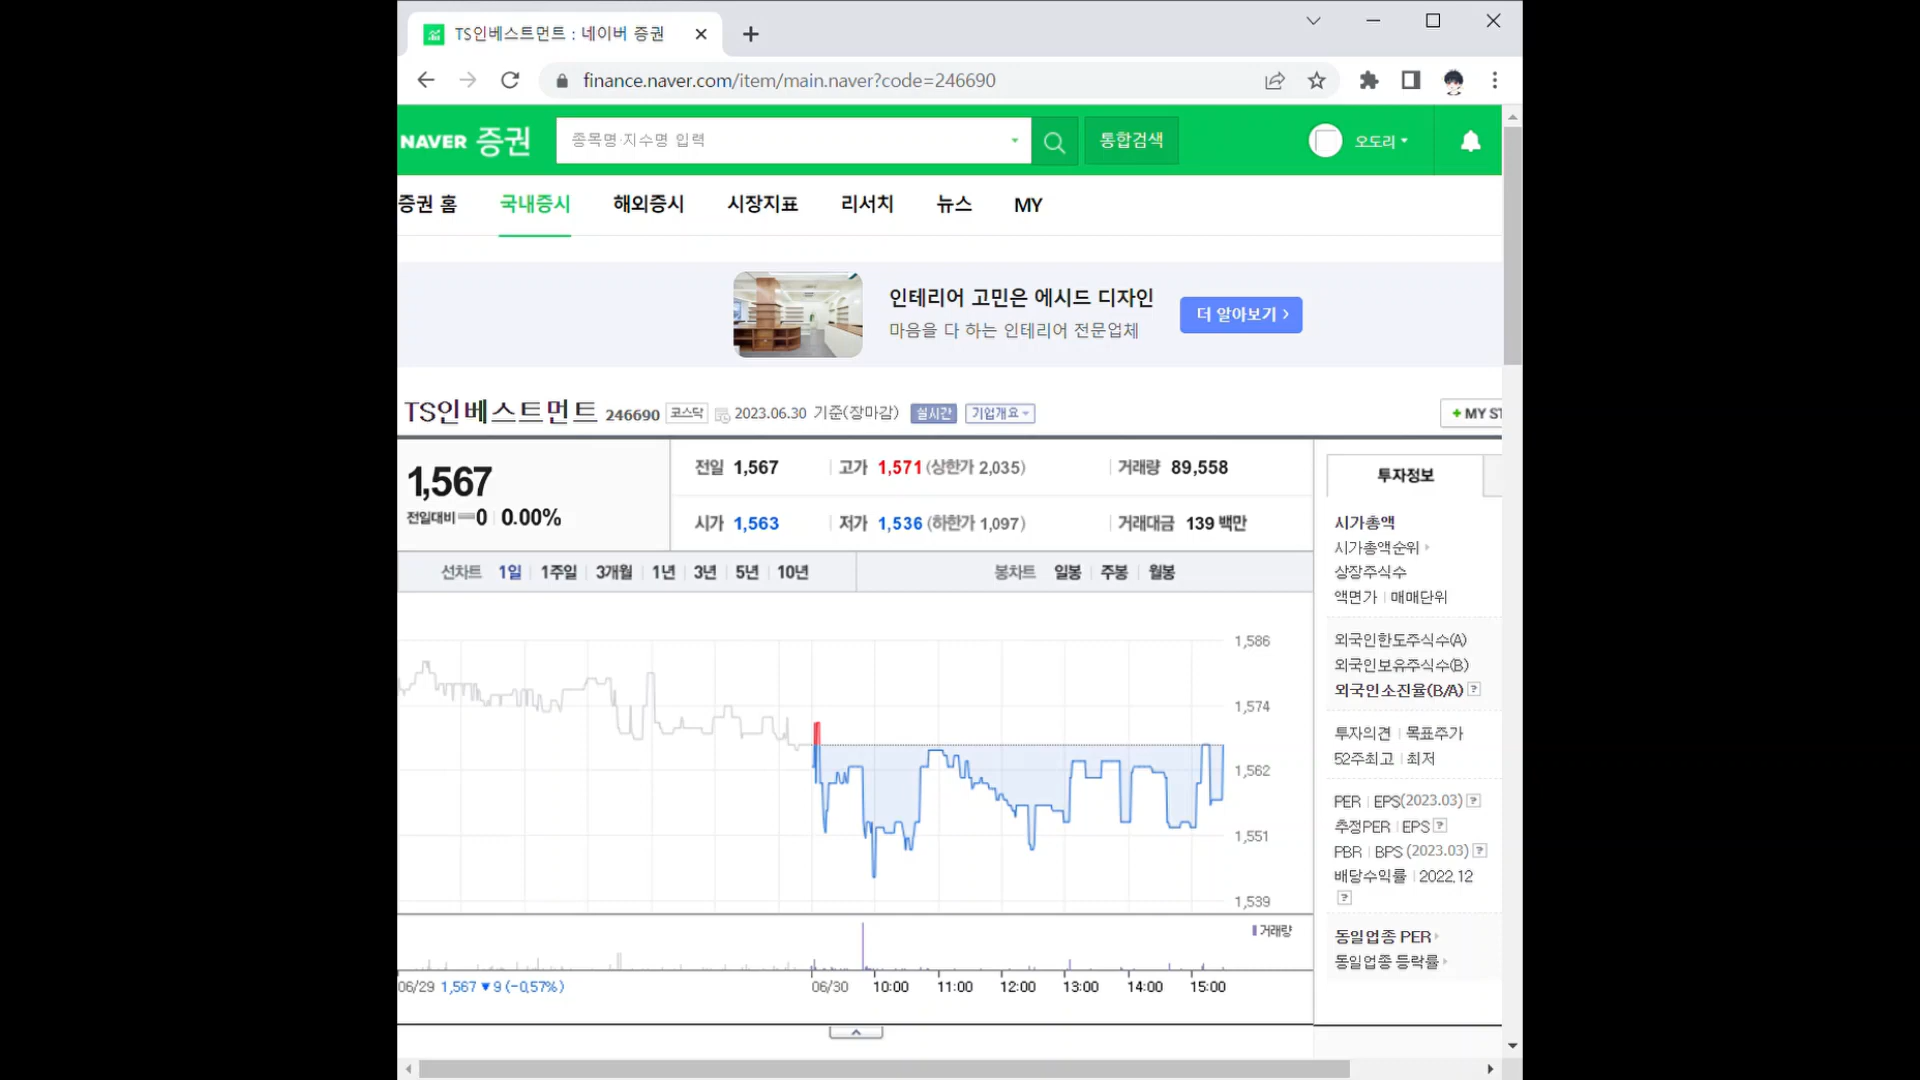 TS인베스트먼트 : 네이버 증권
finance.naver.com/item/main.naver?code=246690
NAVER 증권 종목명·지수명 입력 통합검색 오도리
증권 홈 국내증시 해외증시 시장지표 리서치 뉴스 MY
인테리어 고민은 에시드 디자인
마음을 다 하는 인테리어 전문업체
더 알아보기 ›
TS인베스트먼트 246690 코스닥 2023.06.30 기준(장마감) 실시간 기업개요 + MY ST
1,567
전일대비 0 0.00%
전일 1,567 고가 1,571 (상한가 2,035) 거래량 89,558
시가 1,563 저가 1,536 (하한가 1,097) 거래대금 139 백만
선차트 1일 1주일 3개월 1년 3년 5년 10년 봉차트 일봉 주봉 월봉
1,586
1,574
1,562
1,551
1,539
거래량
06/29 1,567 ▼ 9 (-0,57%) 06/30 10:00 11:00 12:00 13:00 14:00 15:00
투자정보
시가총액
시가총액순위
상장주식수
액면가 | 매매단위
외국인한도주식수(A)
외국인보유주식수(B)
외국인소진율(B/A) ?
투자의견 | 목표주가
52주최고 | 최저
PER | EPS(2023.03) ?
추정PER | EPS ?
PBR | BPS (2023.03) ?
배당수익률 | 2022.12
?
동일업종 PER
동일업종 등락률